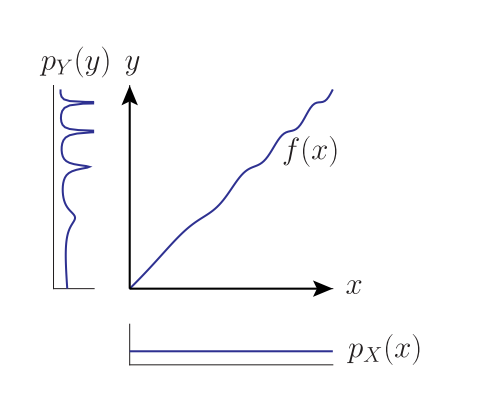 p_Y(y) y
f(x)
x
p_X(x)